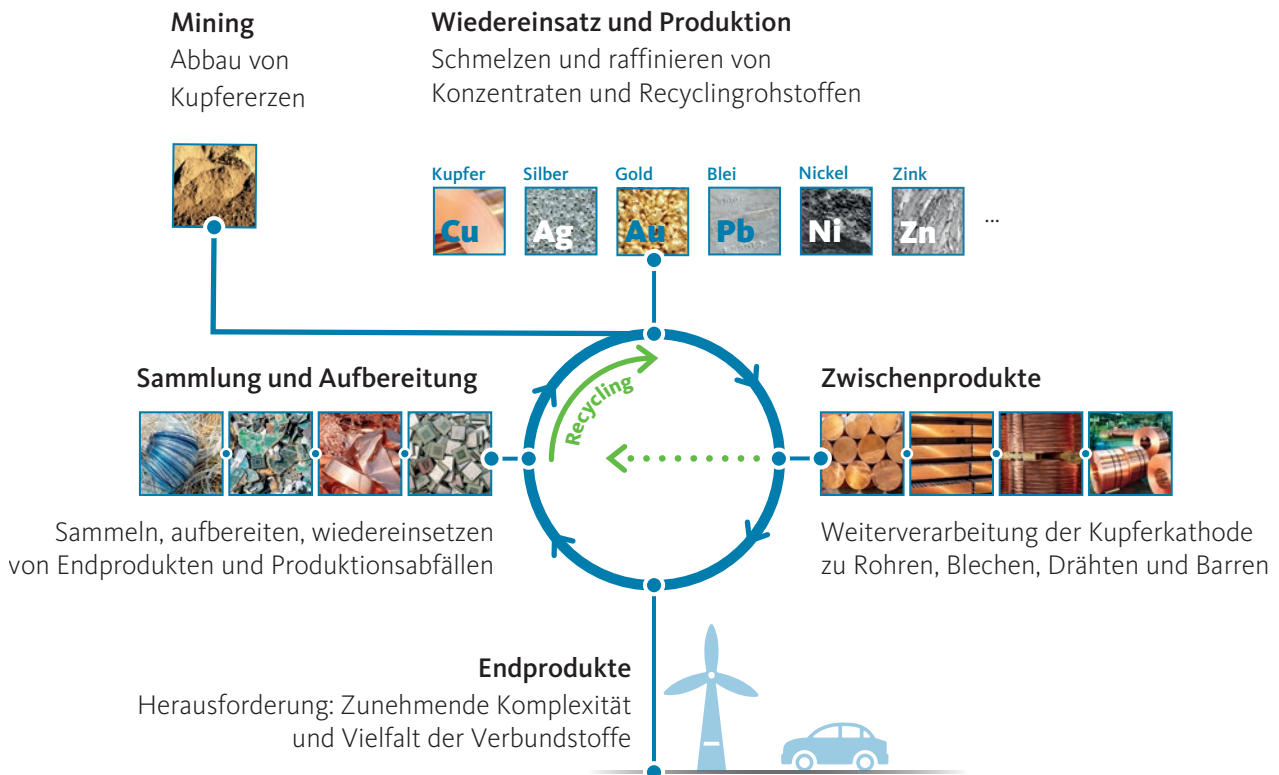 Mining
Abbau von
Kupfererzen
Wiedereinsatz und Produktion
Schmelzen und raffinieren von
Konzentraten und Recyclingrohstoffen
Kupfer
Silber
Gold
Blei
Nickel
Zink
Cu
Ag
Au
Pb
Ni
Zn
...
Recycling
Sammlung und Aufbereitung
Sammeln, aufbereiten, wiedereinsetzen
von Endprodukten und Produktionsabfällen
Zwischenprodukte
Weiterverarbeitung der Kupferkathode
zu Rohren, Blechen, Drähten und Barren
Endprodukte
Herausforderung: Zunehmende Komplexität
und Vielfalt der Verbundstoffe